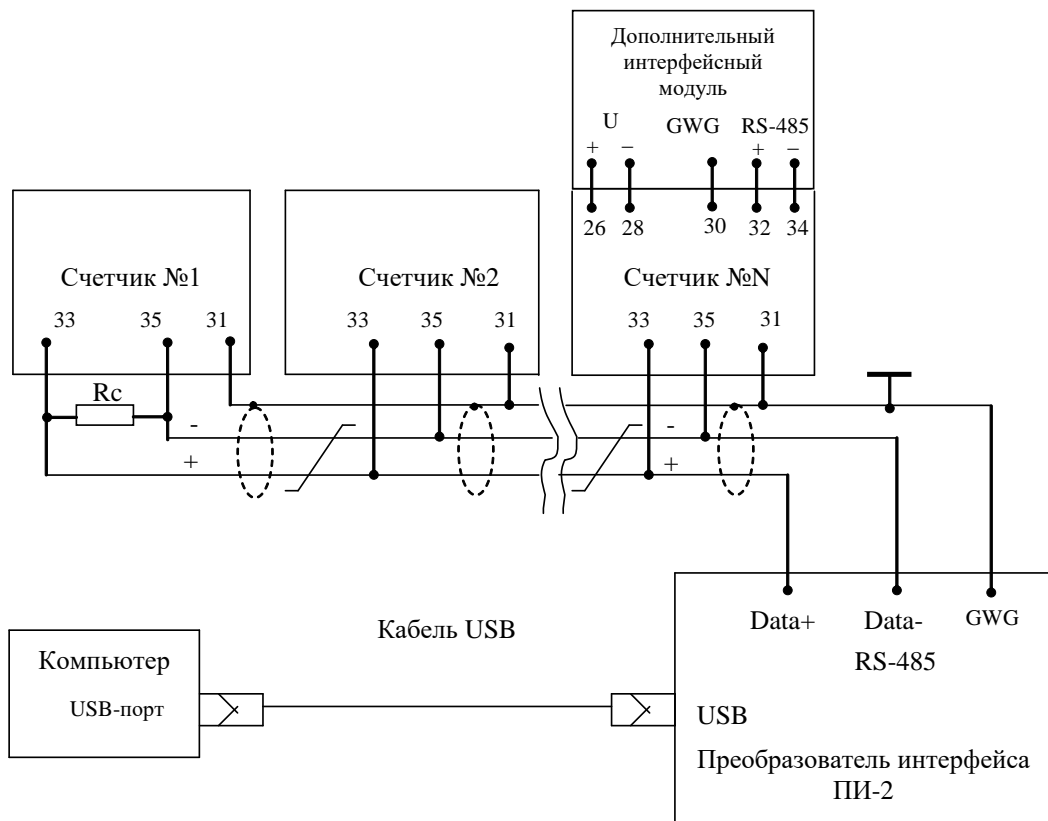 Дополнительный
интерфейсный
модуль
U GWG RS-485
+ − + −
26 28 30 32 34
Счетчик №1 Счетчик №2 Счетчик №N
33 35 31 33 35 31 33 35 31
Rc
- -
+ +
Кабель USB
Data+ Data- GWG
RS-485
Компьютер
USB-порт
USB
Преобразователь интерфейса
ПИ-2